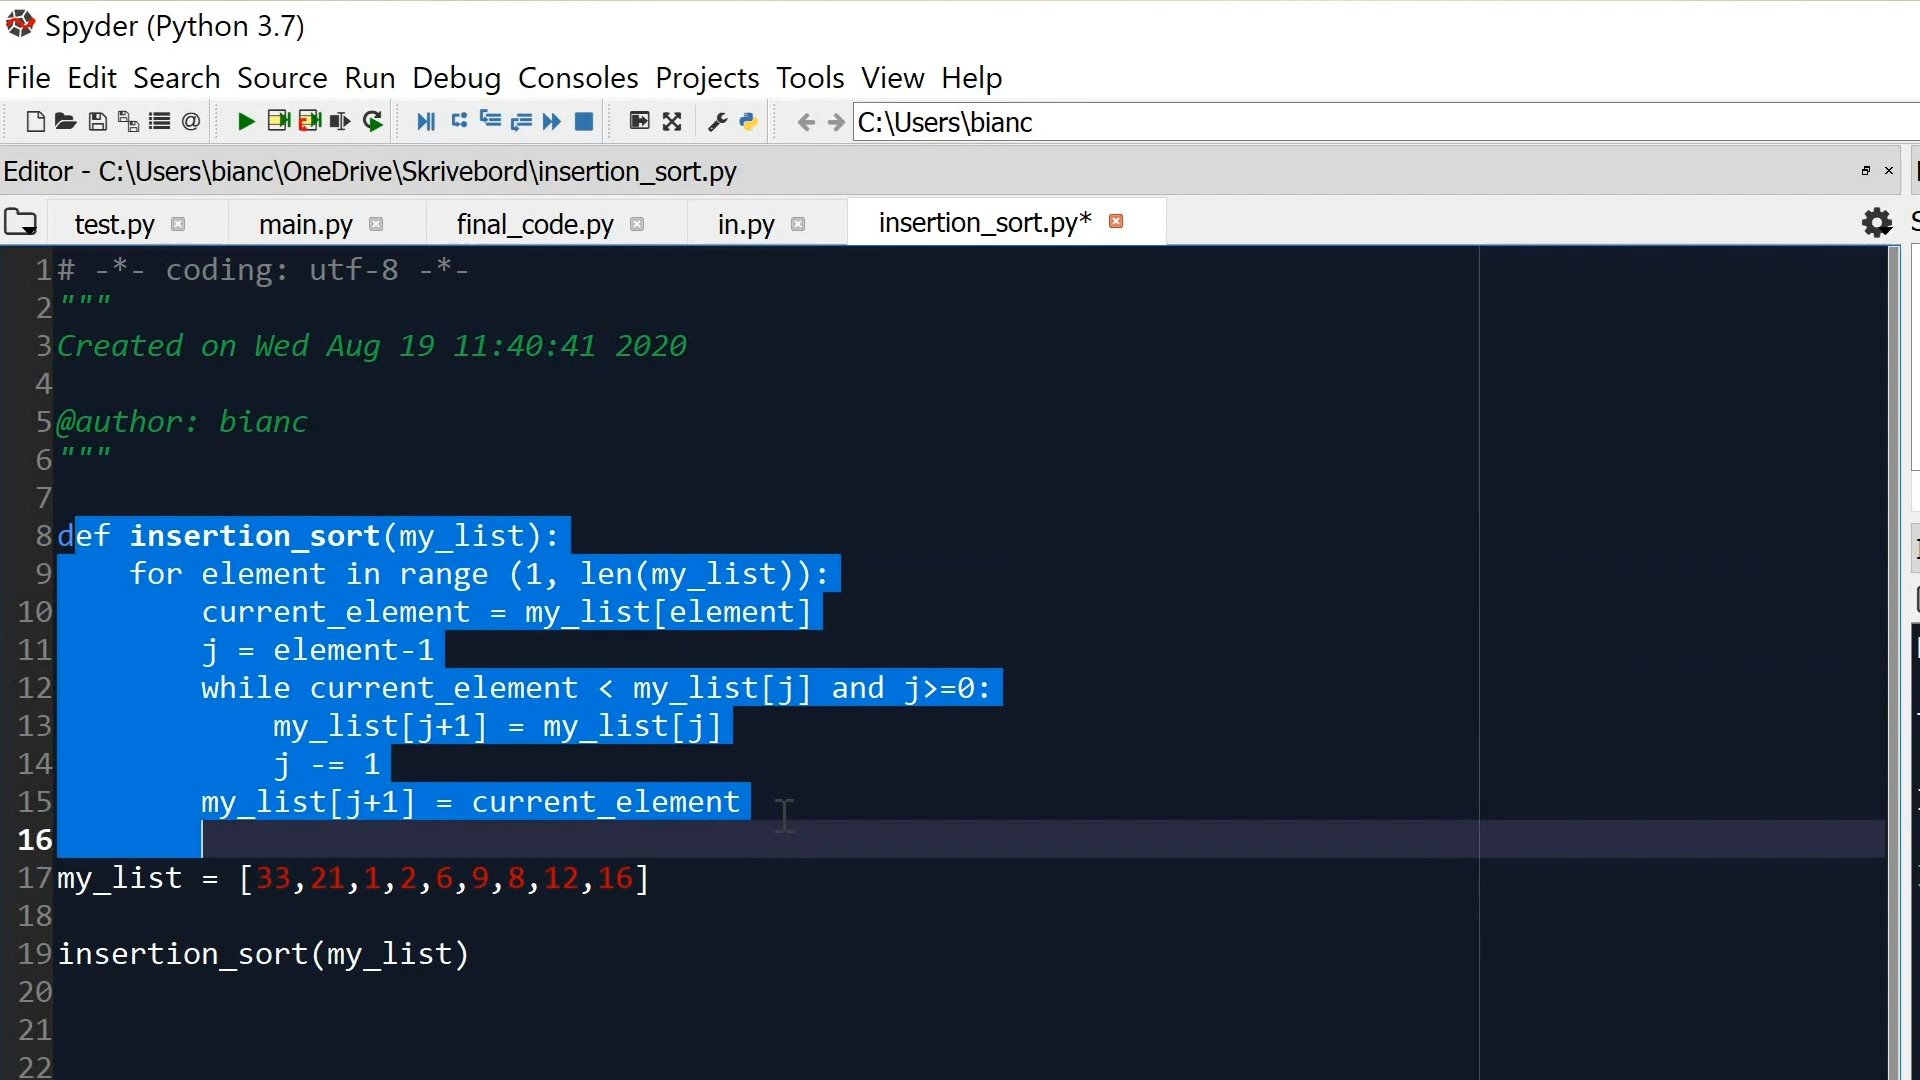 Spyder (Python 3.7)
File Edit Search Source Run Debug Consoles Projects Tools View Help
C:\Users\bianc
Editor - C:\Users\bianc\OneDrive\Skrivebord\insertion_sort.py
test.py main.py final_code.py in.py insertion_sort.py*
1 # -*- coding: utf-8 -*-
2 """
3 Created on Wed Aug 19 11:40:41 2020
4
5 @author: bianc
6 """
7
8 def insertion_sort(my_list):
9     for element in range (1, len(my_list)):
10         current_element = my_list[element]
11         j = element-1
12         while current_element < my_list[j] and j>=0:
13             my_list[j+1] = my_list[j]
14             j -= 1
15         my_list[j+1] = current_element
16
17 my_list = [33,21,1,2,6,9,8,12,16]
18
19 insertion_sort(my_list)
20
21
22